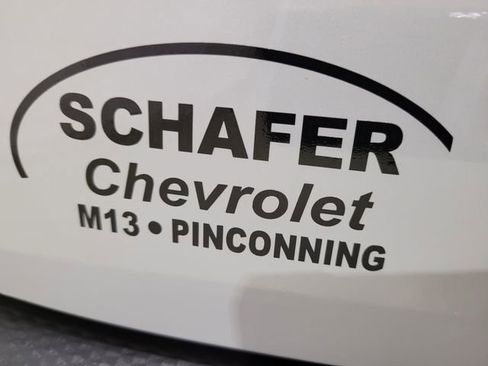 SCHAFER
Chevrolet
M13 • PINCONNING